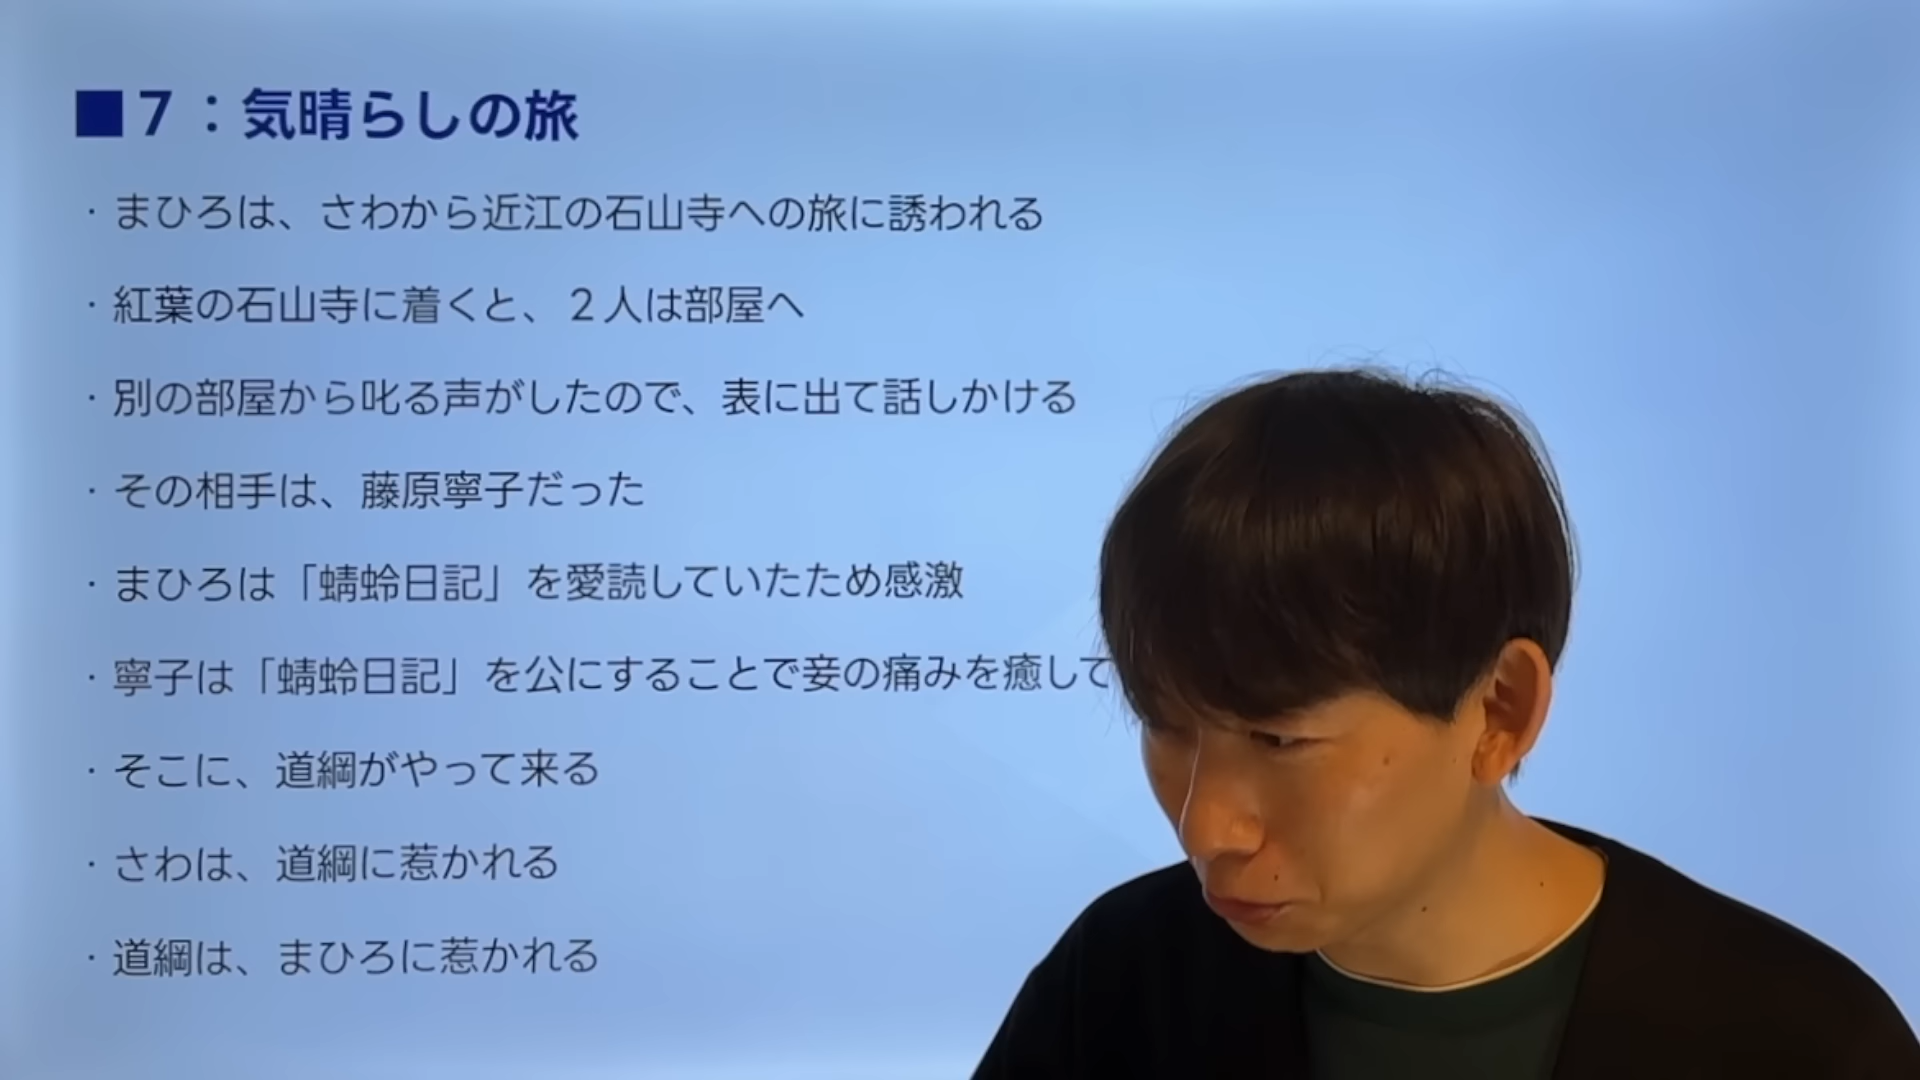 ■７：気晴らしの旅
・まひろは、さわから近江の石山寺への旅に誘われる
・紅葉の石山寺に着くと、２人は部屋へ
・別の部屋から叱る声がしたので、表に出て話しかける
・その相手は、藤原寧子だった
・まひろは「蜻蛉日記」を愛読していたため感激
・寧子は「蜻蛉日記」を公にすることで妾の痛みを癒して
・そこに、道綱がやって来る
・さわは、道綱に惹かれる
・道綱は、まひろに惹かれる